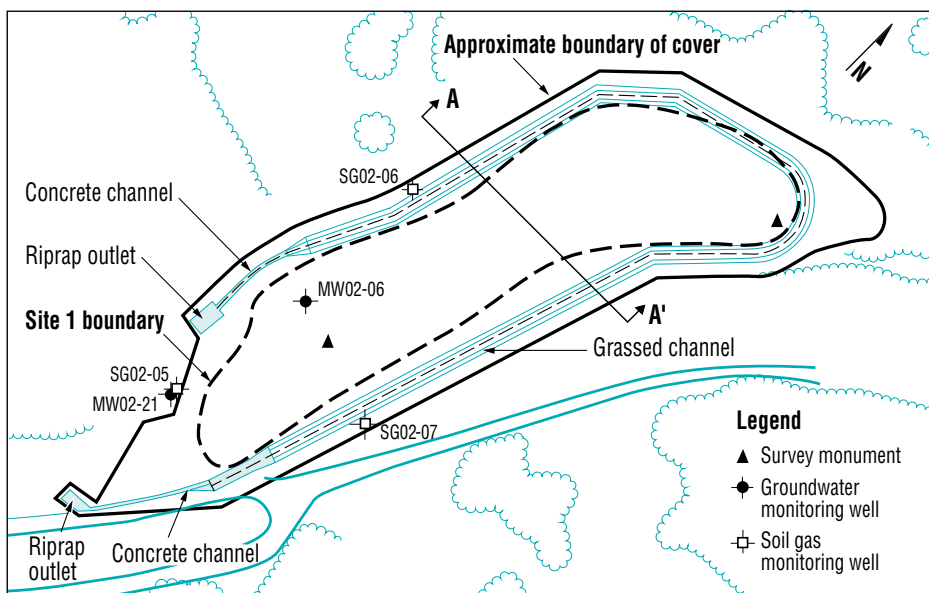 Approximate boundary of cover
N
A
SG02-06
Concrete channel
Riprap outlet
MW02-06
Site 1 boundary
A'
Grassed channel
SG02-05
MW02-21
SG02-07
Legend
Survey monument
Groundwater
monitoring well
Soil gas
monitoring well
Riprap
outlet
Concrete channel